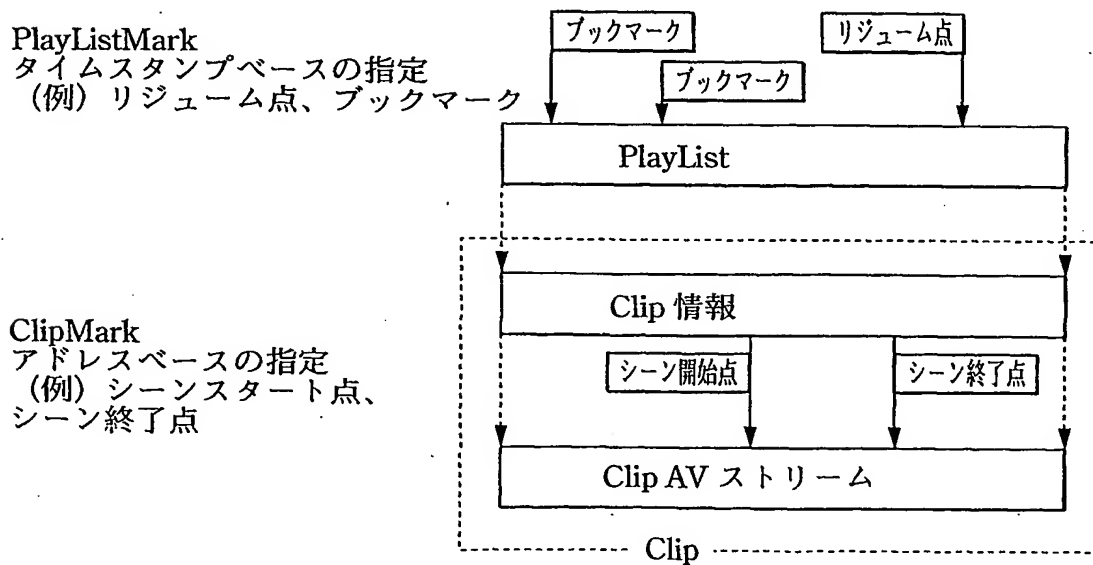 PlayListMark
タイムスタンプベースの指定
(例) リジューム点、ブックマーク
ブックマーク
リジューム点
ブックマーク
PlayList
Clip 情報
ClipMark
アドレスベースの指定
(例) シーンスタート点、
シーン終了点
シーン開始点
シーン終了点
Clip AV ストリーム
Clip